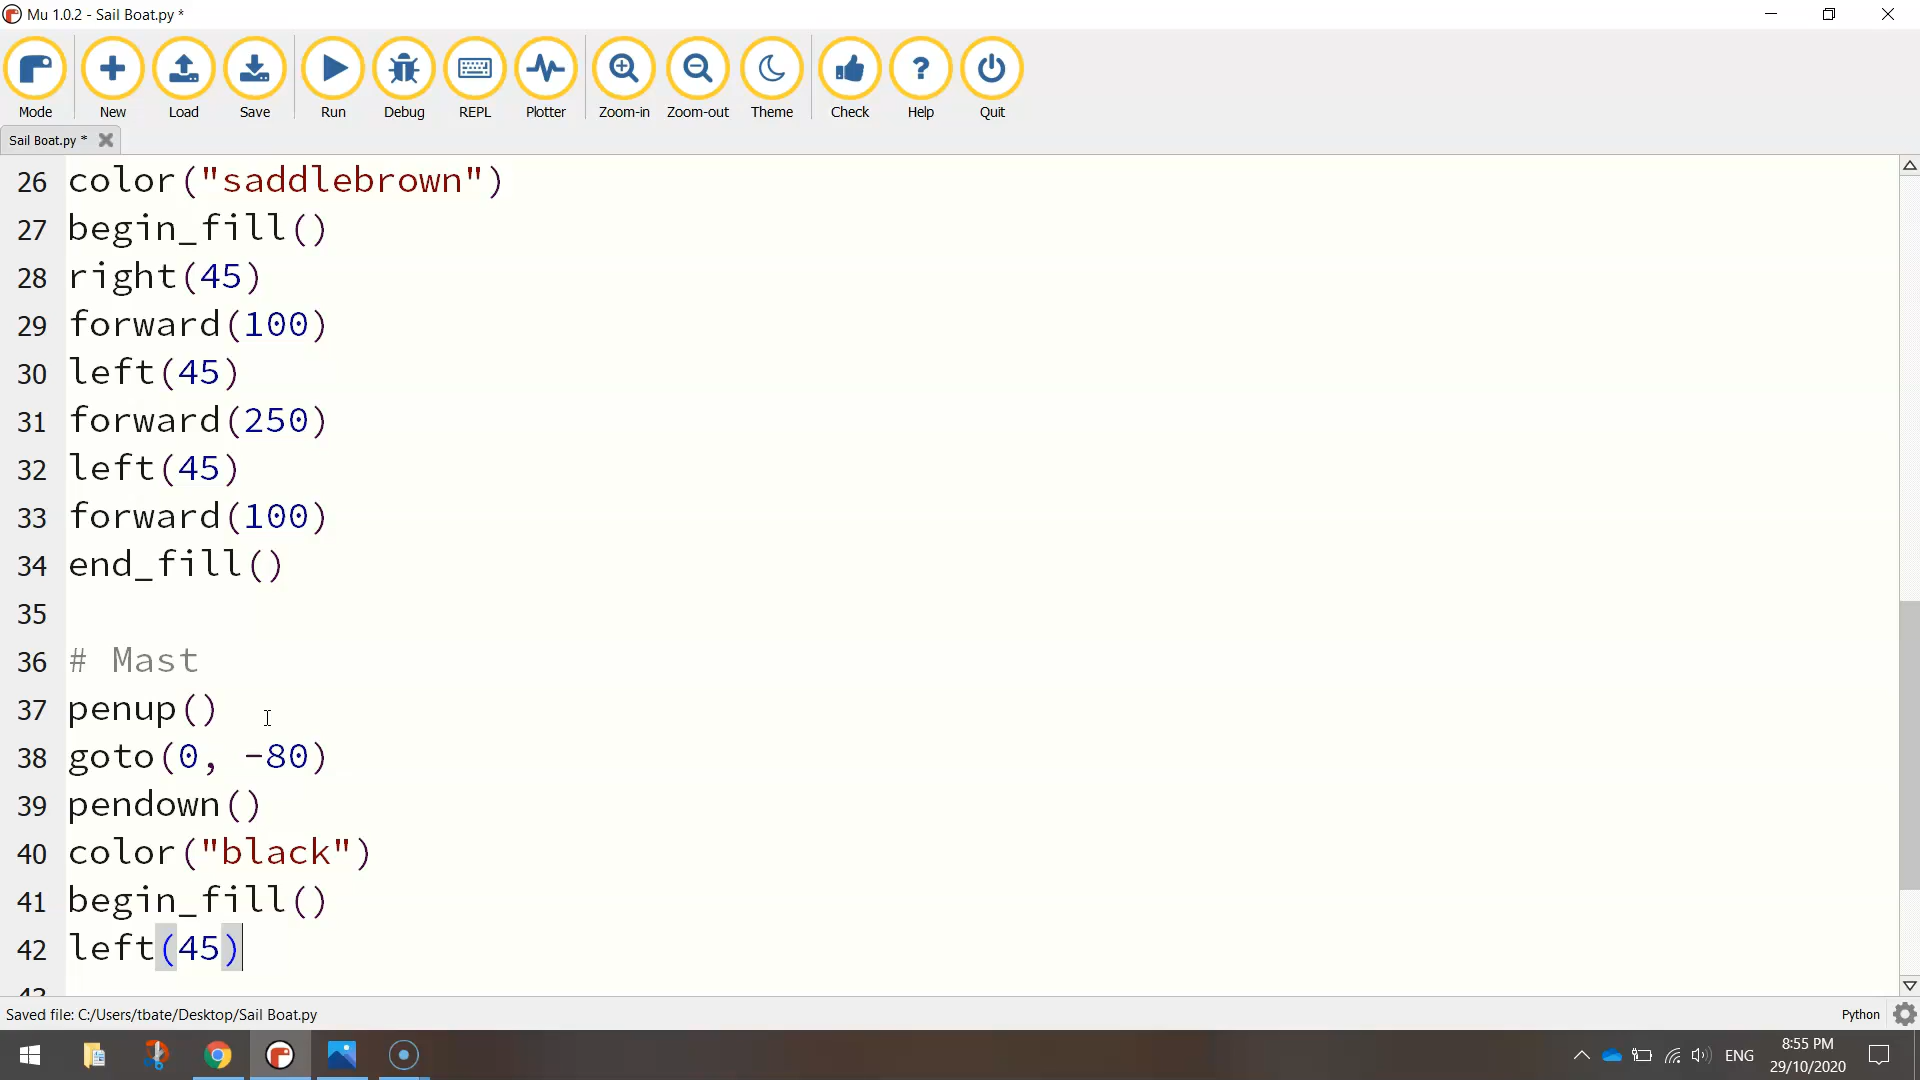 Mu 1.0.2 - Sail Boat.py *
Mode New Load Save Run Debug REPL Plotter Zoom-in Zoom-out Theme Check Help Quit
Sail Boat.py *
26 color("saddlebrown")
27 begin_fill()
28 right(45)
29 forward(100)
30 left(45)
31 forward(250)
32 left(45)
33 forward(100)
34 end_fill()
35
36 # Mast
37 penup()
38 goto(0, -80)
39 pendown()
40 color("black")
41 begin_fill()
42 left(45)
43
Saved file: C:/Users/tbate/Desktop/Sail Boat.py
Python
ENG
8:55 PM
29/10/2020